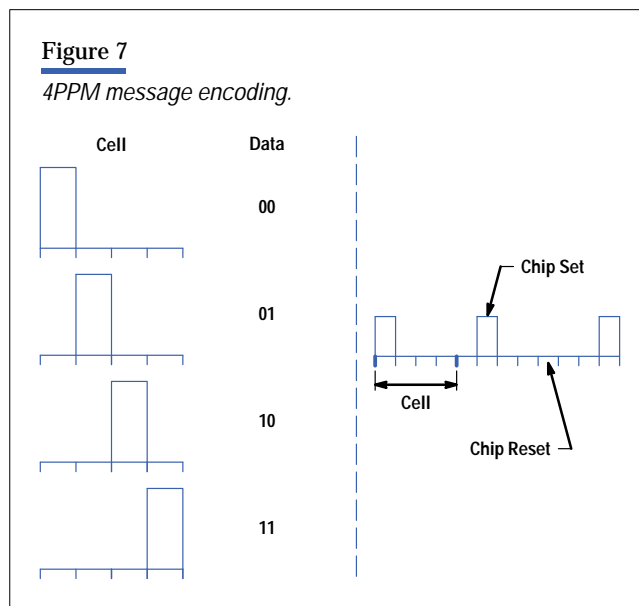 Figure 7
4PPM message encoding.
Cell Data
00
01
10
11
Chip Set
Cell
Chip Reset